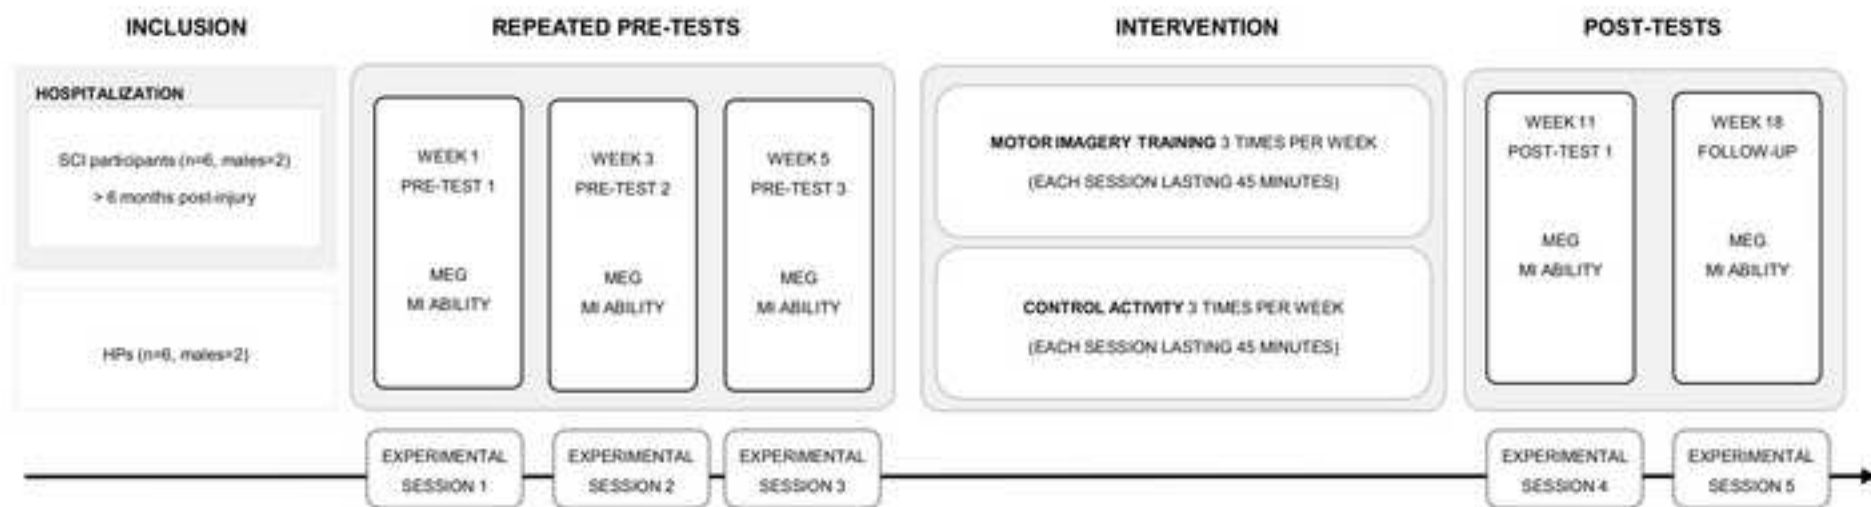 INCLUSION
REPEATED PRE-TESTS
INTERVENTION
POST-TESTS
HOSPITALIZATION
SCI participants (n=6, males=2)
> 6 months post-injury
HPs (n=6, males=2)
WEEK 1
PRE-TEST 1
MEG
MI ABILITY
WEEK 3
PRE-TEST 2
MEG
MI ABILITY
WEEK 5
PRE-TEST 3
MEG
MI ABILITY
MOTOR IMAGERY TRAINING 3 TIMES PER WEEK
(EACH SESSION LASTING 45 MINUTES)
CONTROL ACTIVITY 3 TIMES PER WEEK
(EACH SESSION LASTING 45 MINUTES)
WEEK 11
POST-TEST 1
MEG
MI ABILITY
WEEK 18
FOLLOW-UP
MEG
MI ABILITY
EXPERIMENTAL
SESSION 1
EXPERIMENTAL
SESSION 2
EXPERIMENTAL
SESSION 3
EXPERIMENTAL
SESSION 4
EXPERIMENTAL
SESSION 5